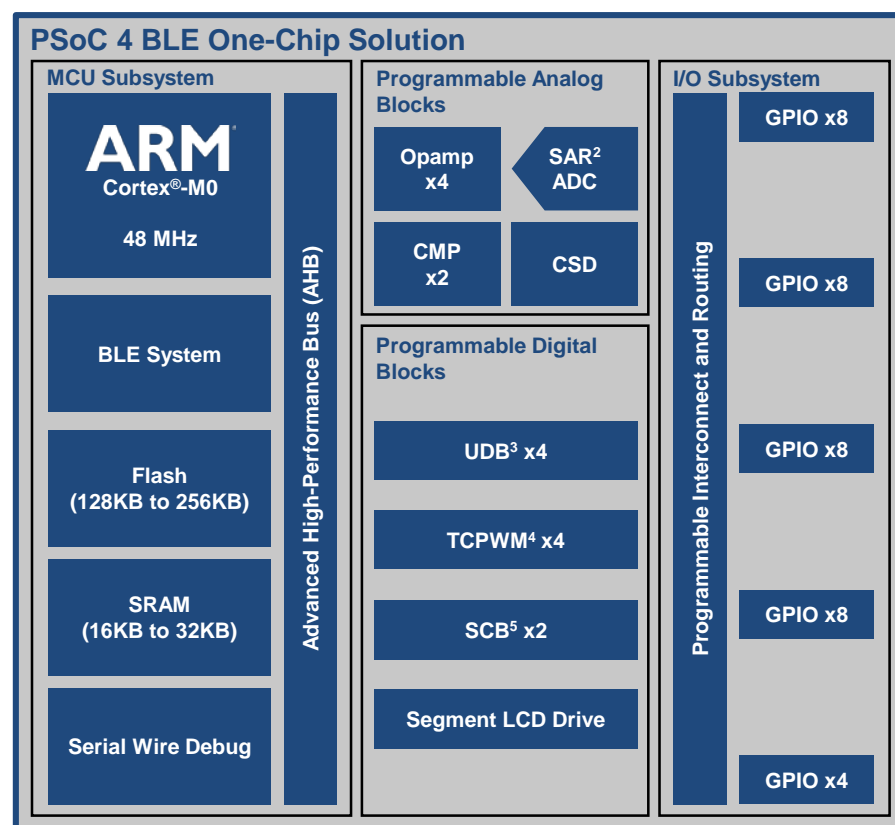 PSoC 4 BLE One-Chip Solution
MCU Subsystem
ARM®
Cortex®-M0
48 MHz
BLE System
Flash
(128KB to 256KB)
SRAM
(16KB to 32KB)
Serial Wire Debug
Advanced High-Performance Bus (AHB)
Programmable Analog
Blocks
Opamp
x4
SAR²
ADC
CMP
x2
CSD
Programmable Digital
Blocks
UDB³ x4
TCPWM⁴ x4
SCB⁵ x2
Segment LCD Drive
I/O Subsystem
Programmable Interconnect and Routing
GPIO x8
GPIO x8
GPIO x8
GPIO x8
GPIO x4